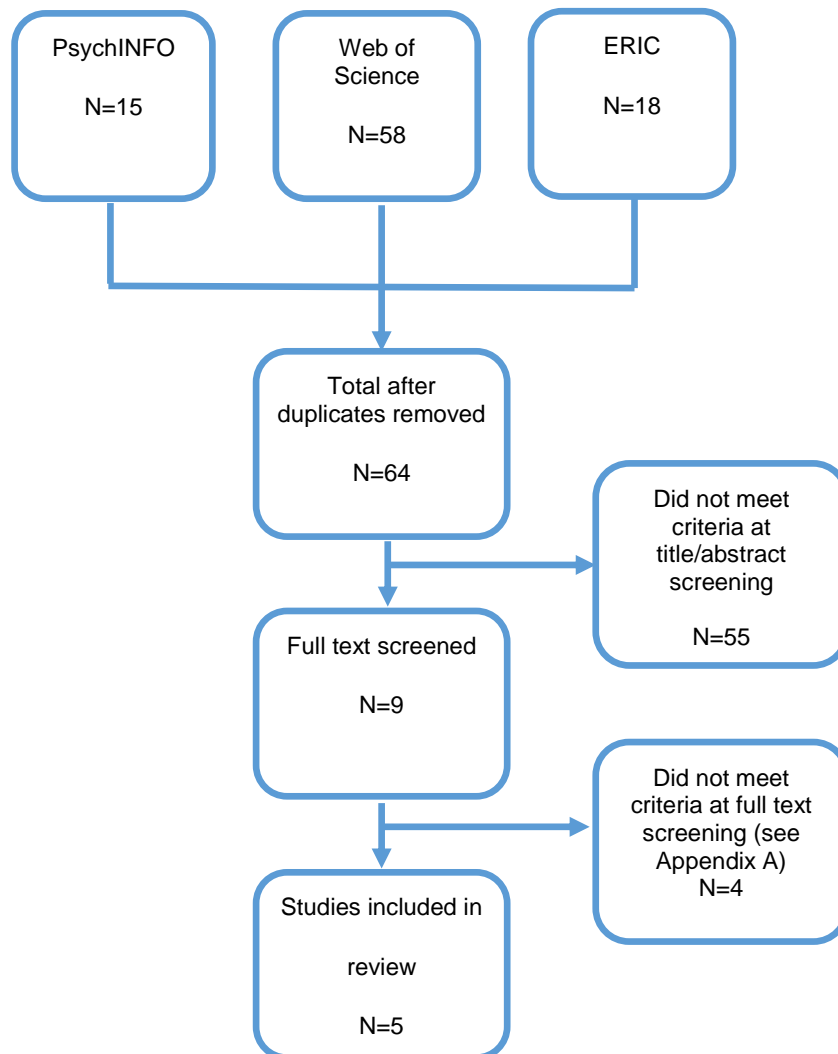 PsychINFO
N=15
Web of
Science
N=58
ERIC
N=18
Total after
duplicates removed
N=64
Did not meet
criteria at
title/abstract
screening
N=55
Full text screened
N=9
Did not meet
criteria at full text
screening (see
Appendix A)
N=4
Studies included in
review
N=5